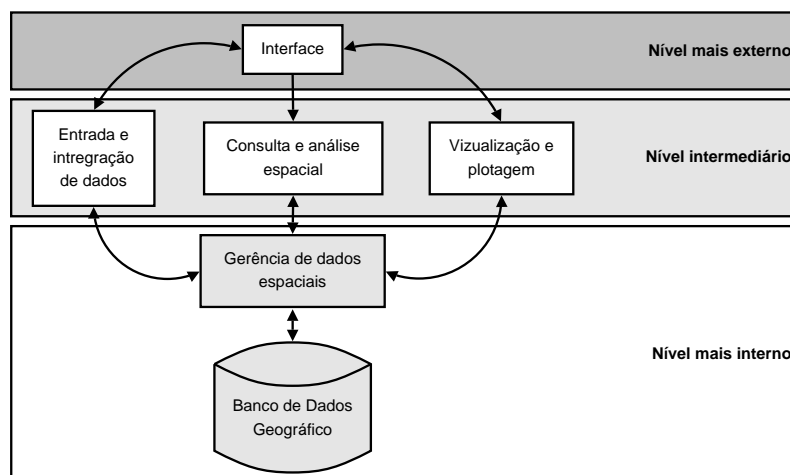 Interface
Nível mais externo
Entrada e
intregração
de dados
Consulta e análise
espacial
Vizualização e
plotagem
Nível intermediário
Gerência de dados
espaciais
Nível mais interno
Banco de Dados
Geográfico